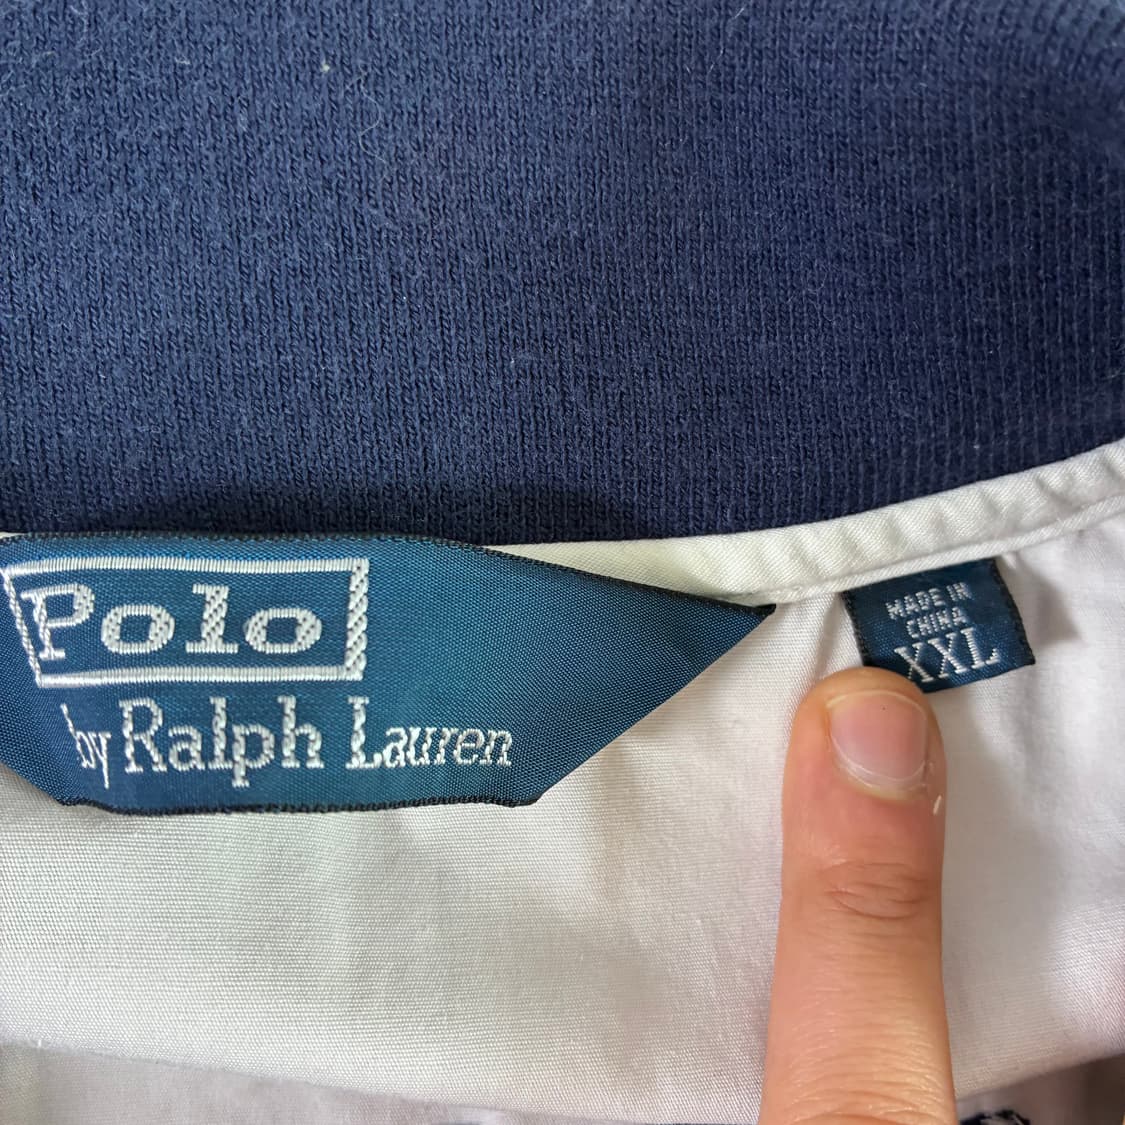 Polo
by Ralph Lauren
MADE IN
CHINA
XXL